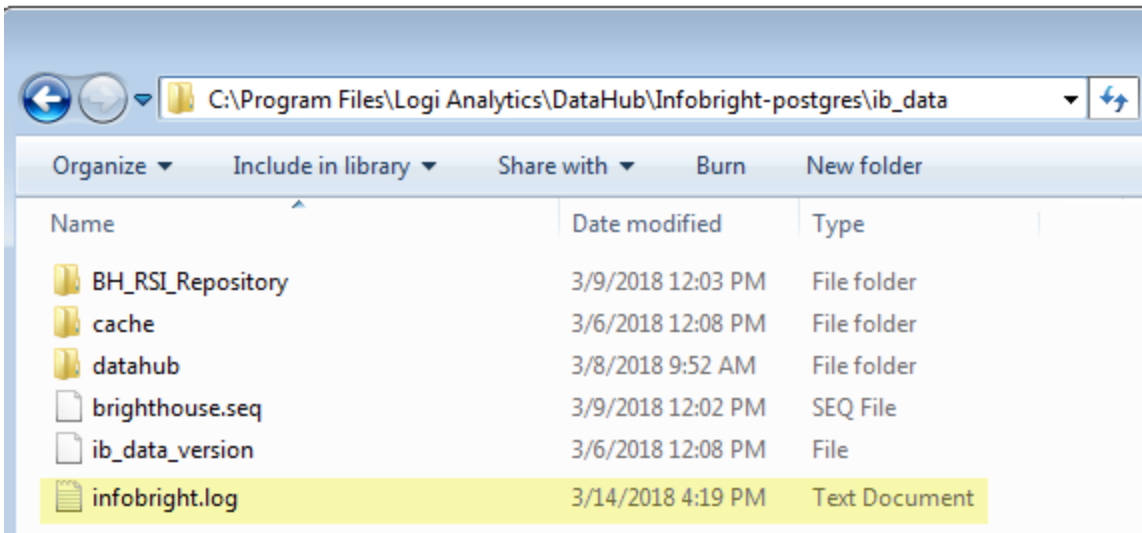 C:\Program Files\Logi Analytics\DataHub\Infobright-postgres\ib_data
Organize Include in library Share with Burn New folder
Name Date modified Type
BH_RSI_Repository 3/9/2018 12:03 PM File folder
cache 3/6/2018 12:08 PM File folder
datahub 3/8/2018 9:52 AM File folder
brighthouse.seq 3/9/2018 12:02 PM SEQ File
ib_data_version 3/6/2018 12:08 PM File
infobright.log 3/14/2018 4:19 PM Text Document